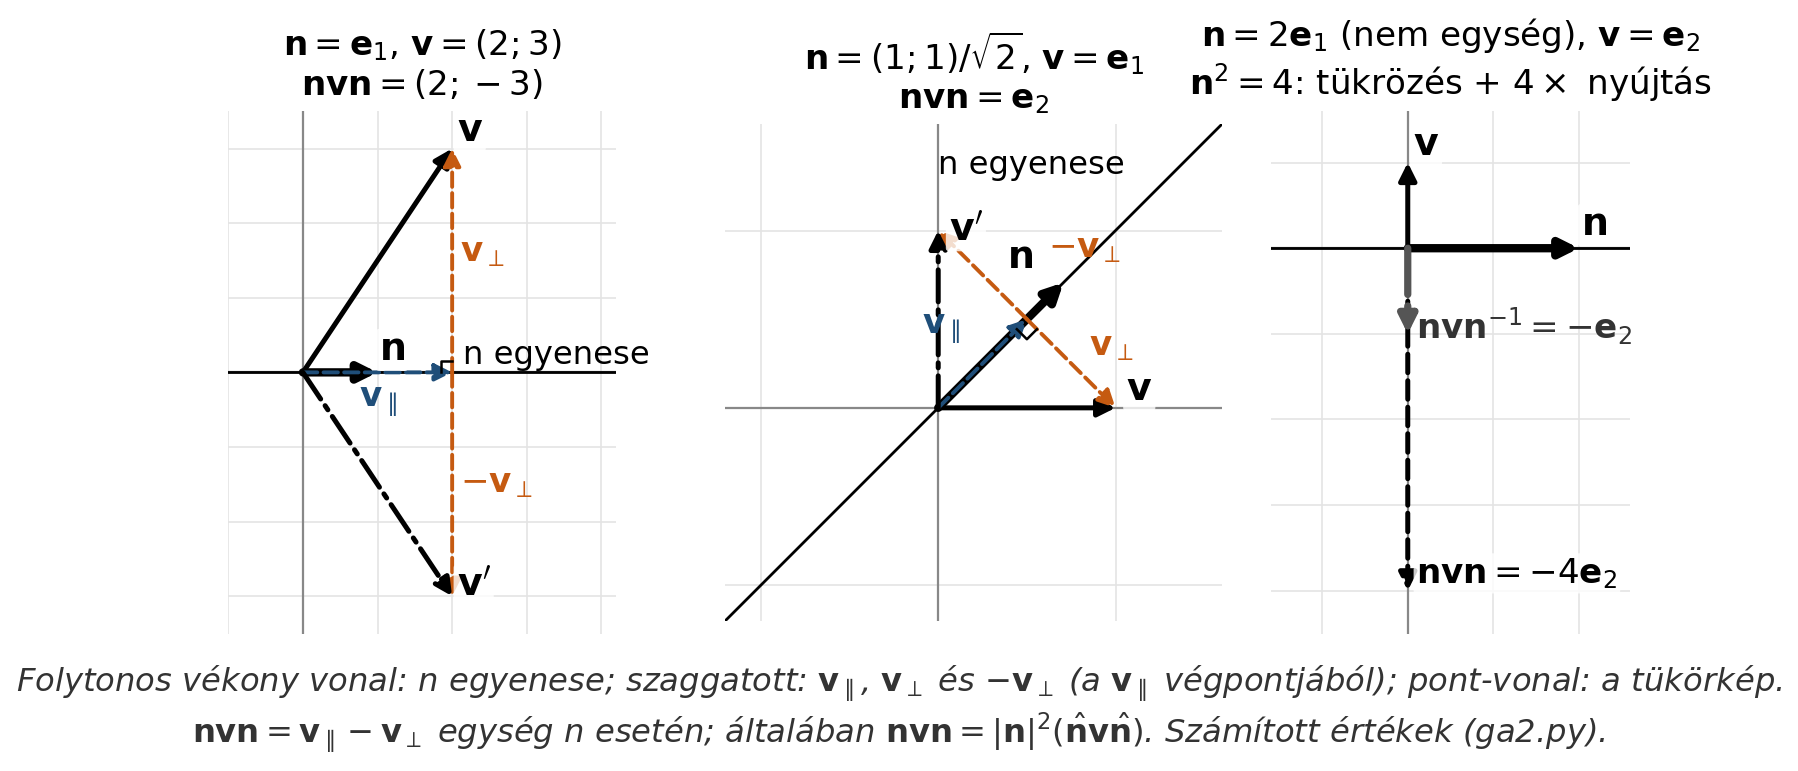 n = e₁, v = (2; 3)
nvn = (2; −3)
v
v⊥
n
n egyenese
v∥
−v⊥
v′
n = (1; 1)/√2, v = e₁
nvn = e₂
n egyenese
v′
n
−v⊥
v∥
v⊥
v
n = 2e₁ (nem egység), v = e₂
n² = 4: tükrözés + 4× nyújtás
v
n
nvn⁻¹ = −e₂
nvn = −4e₂
Folytonos vékony vonal: n egyenese; szaggatott: v∥, v⊥ és −v⊥ (a v∥ végpontjából); pont-vonal: a tükörkép.
nvn = v∥ − v⊥ egység n esetén; általában nvn = |n|²(n̂vn̂). Számított értékek (ga2.py).